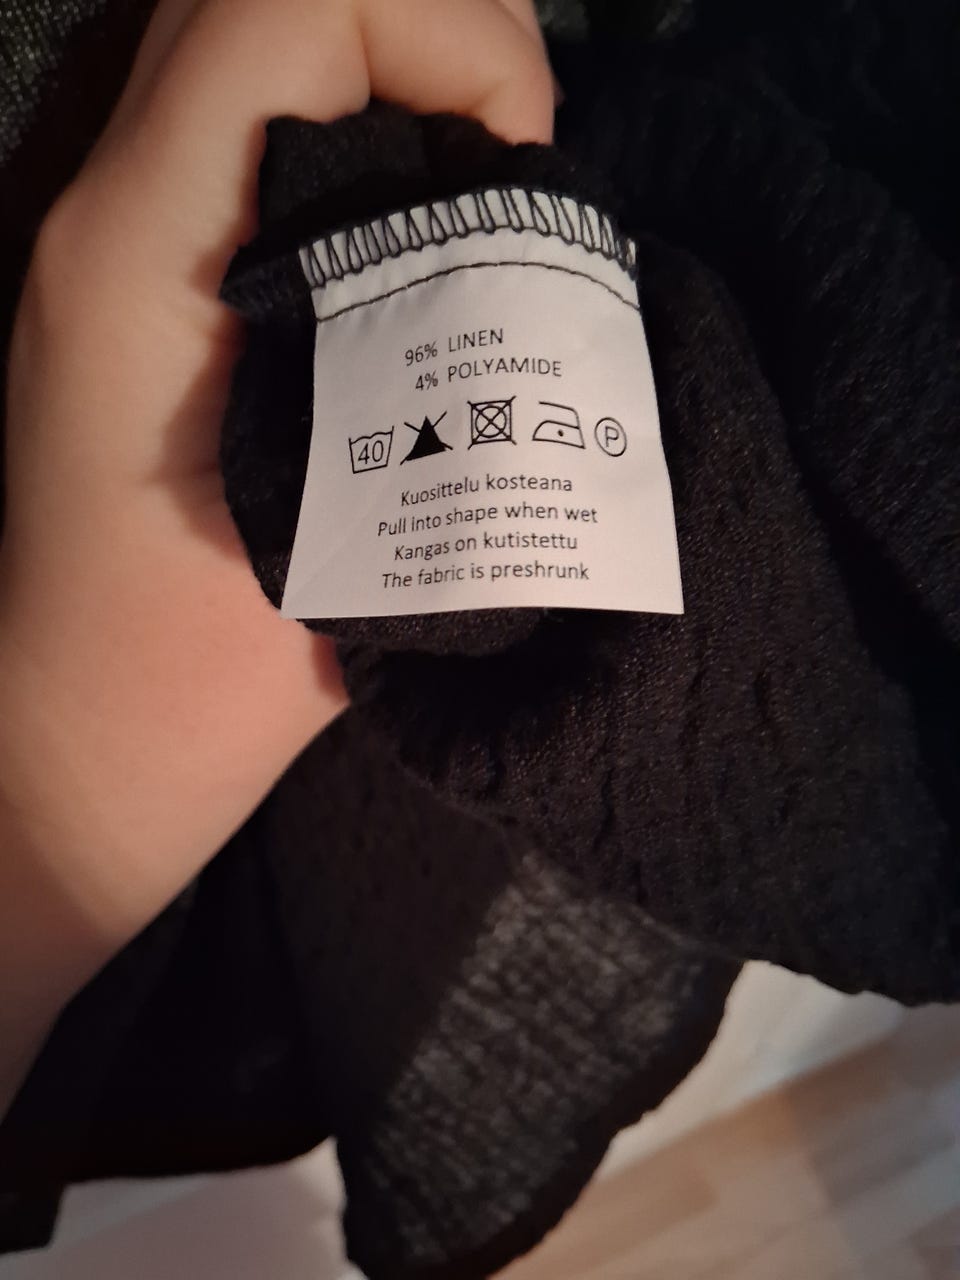 96% LINEN
4% POLYAMIDE
40 P
Kuosittelu kosteana
Pull into shape when wet
Kangas on kutistettu
The fabric is preshrunk